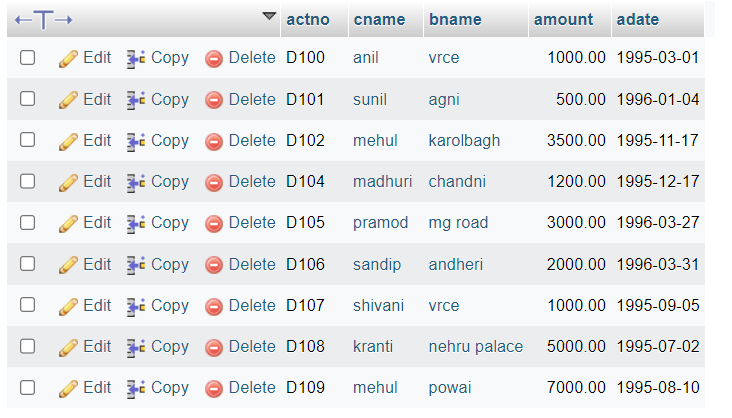 actno cname bname amount adate
Edit Copy Delete D100 anil vrce 1000.00 1995-03-01
Edit Copy Delete D101 sunil agni 500.00 1996-01-04
Edit Copy Delete D102 mehul karolbagh 3500.00 1995-11-17
Edit Copy Delete D104 madhuri chandni 1200.00 1995-12-17
Edit Copy Delete D105 pramod mg road 3000.00 1996-03-27
Edit Copy Delete D106 sandip andheri 2000.00 1996-03-31
Edit Copy Delete D107 shivani vrce 1000.00 1995-09-05
Edit Copy Delete D108 kranti nehru palace 5000.00 1995-07-02
Edit Copy Delete D109 mehul powai 7000.00 1995-08-10